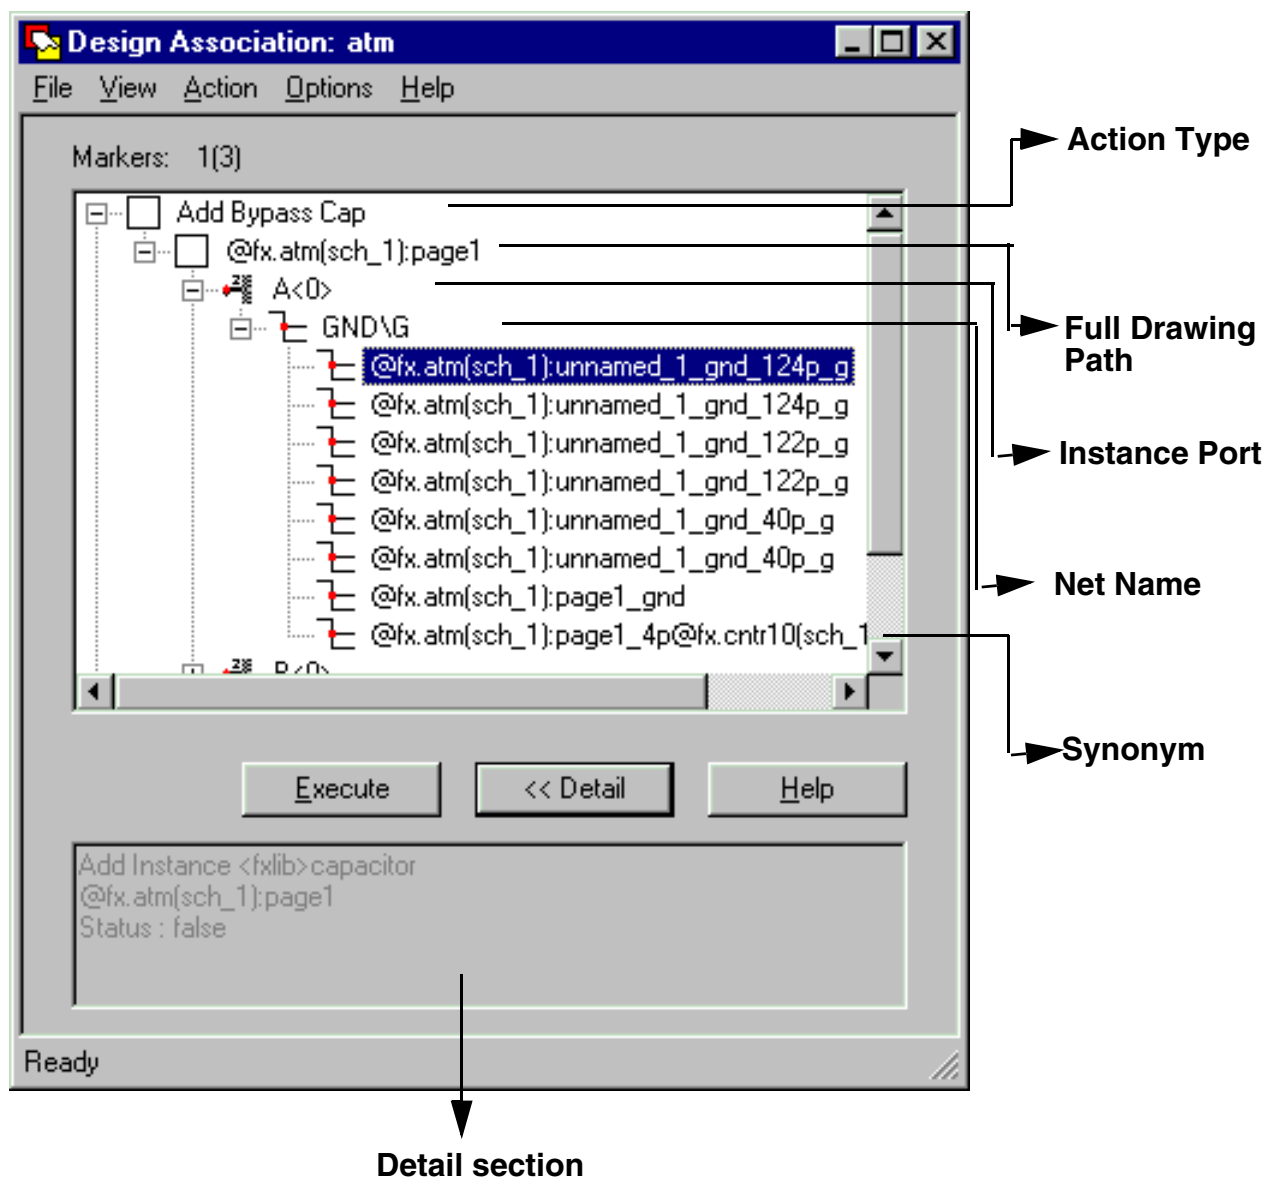 Design Association: atm
File View Action Options Help
Markers: 1(3)
Action Type
Add Bypass Cap
@fx.atm(sch_1):page1
A<0>
Full Drawing
Path
GND\G
@fx.atm(sch_1):unnamed_1_gnd_124p_g
@fx.atm(sch_1):unnamed_1_gnd_124p_g
@fx.atm(sch_1):unnamed_1_gnd_122p_g
Instance Port
@fx.atm(sch_1):unnamed_1_gnd_122p_g
@fx.atm(sch_1):unnamed_1_gnd_40p_g
@fx.atm(sch_1):unnamed_1_gnd_40p_g
Net Name
@fx.atm(sch_1):page1_gnd
@fx.atm(sch_1):page1_4p@fx.cntr10(sch_1
Synonym
Execute << Detail Help
Add Instance <fxlib>capacitor
@fx.atm(sch_1):page1
Status : false
Ready
Detail section